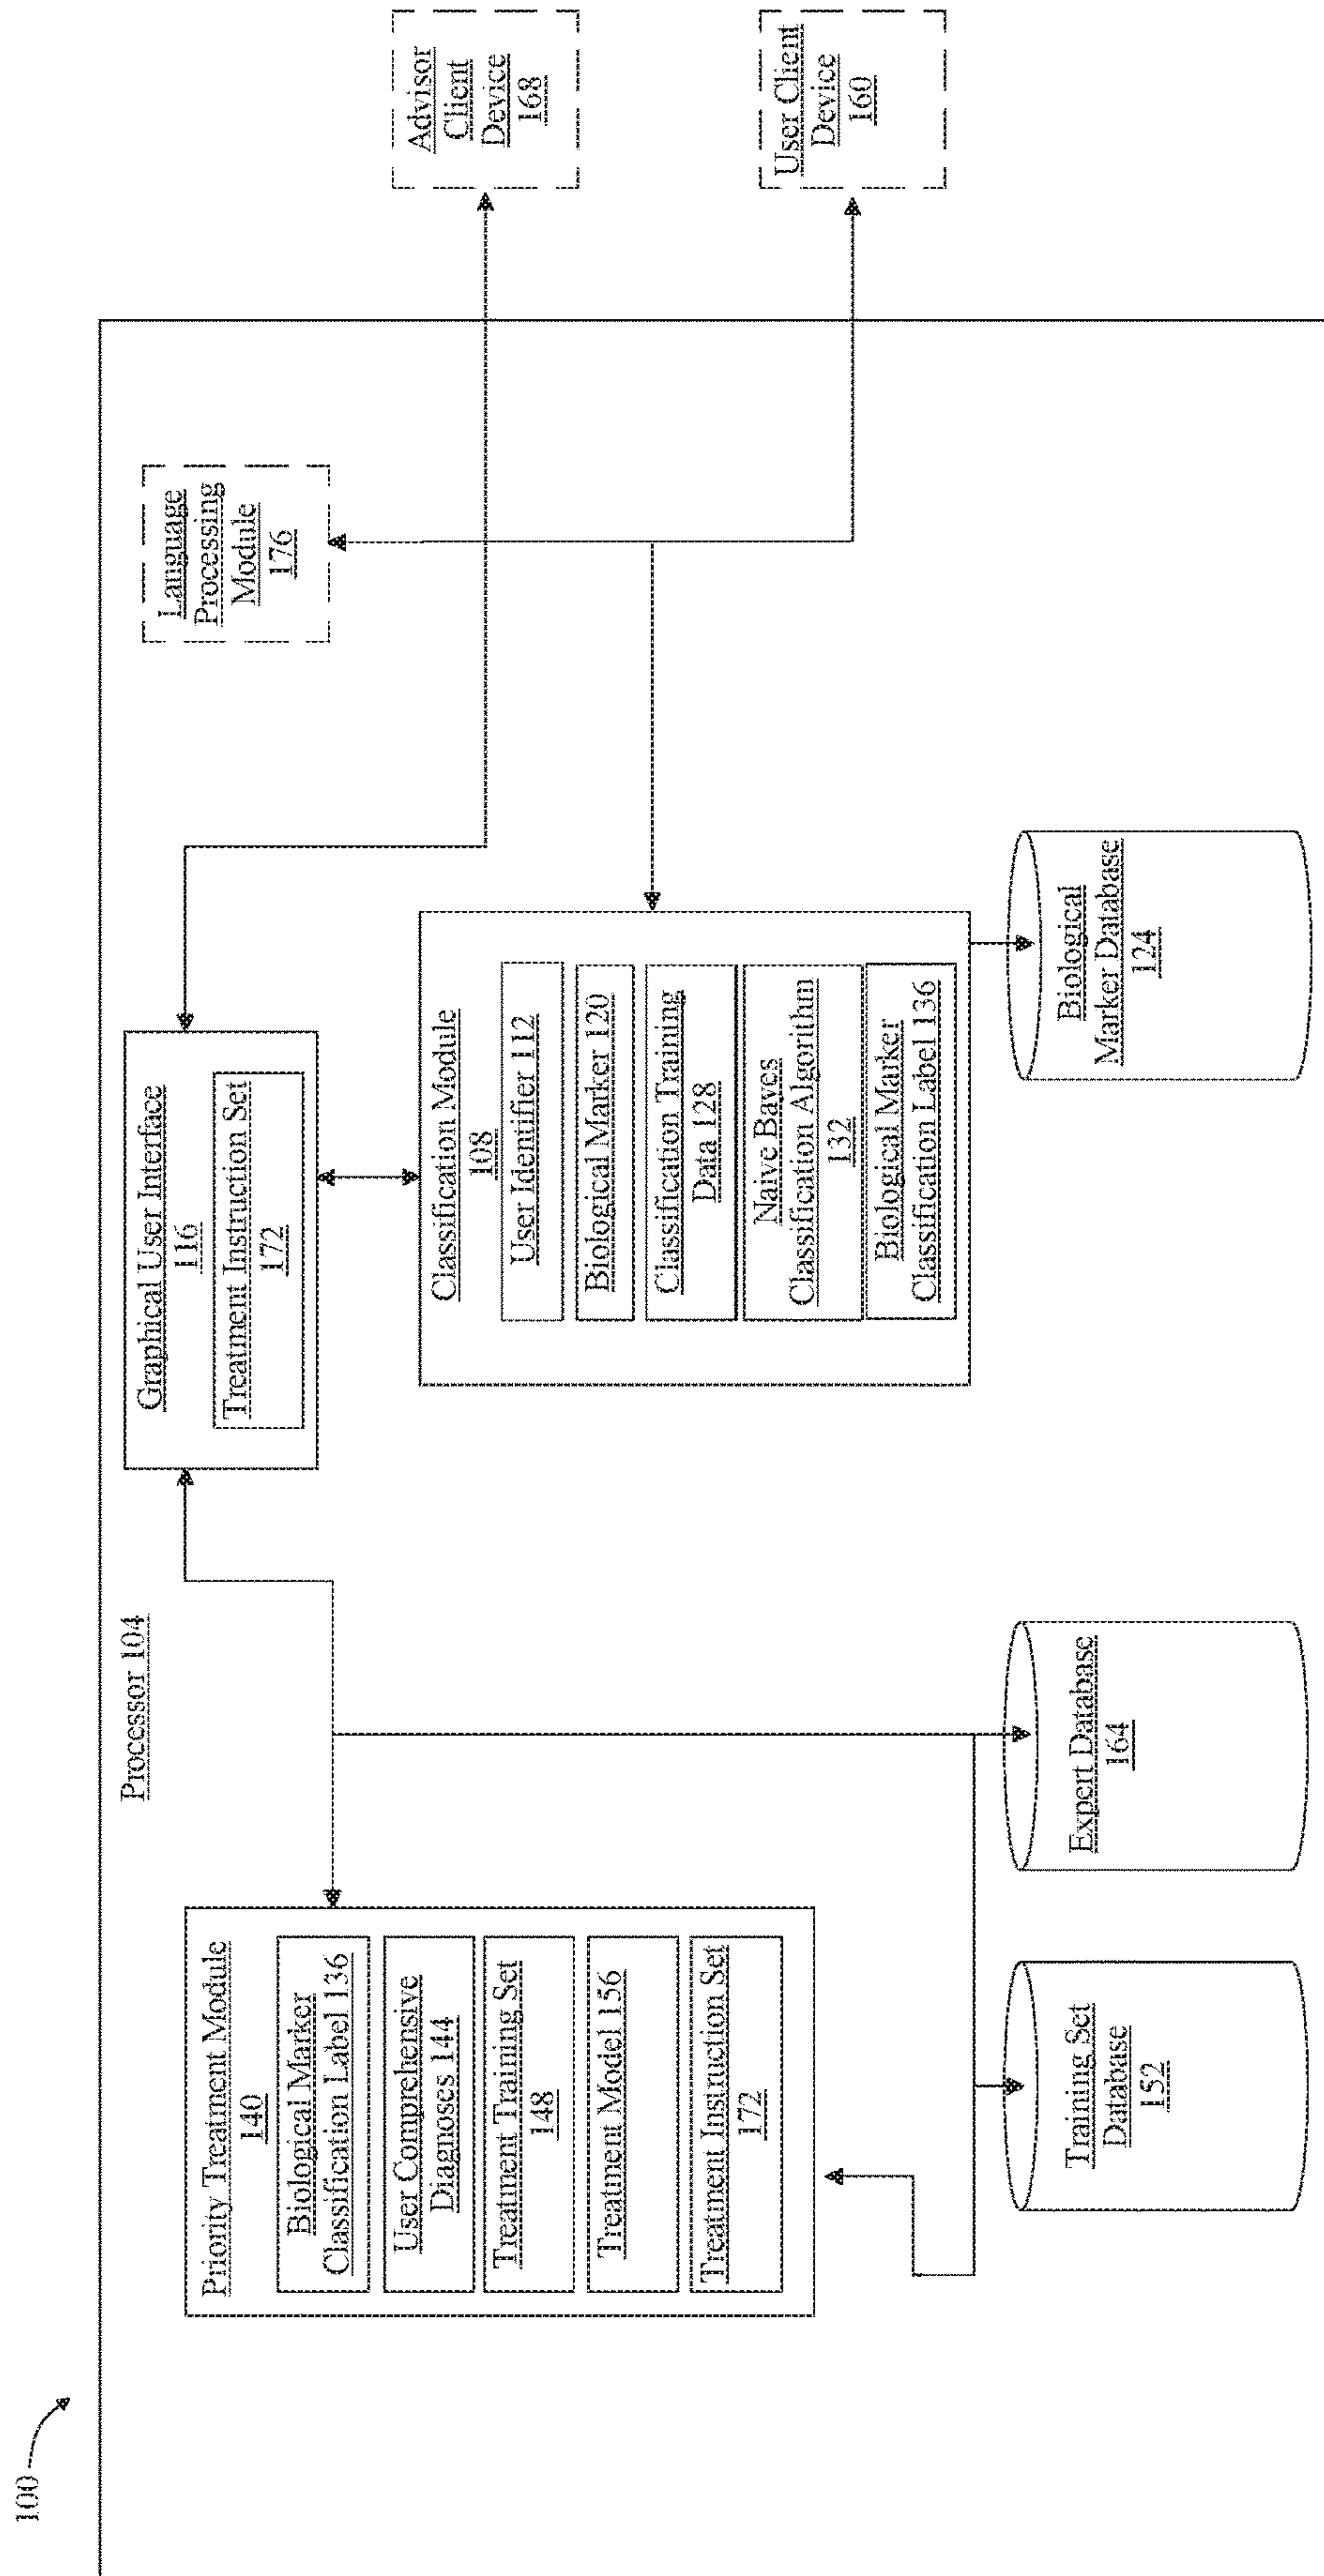 100
Processor 104
Priority Treatment Module
140
Biological Marker
Classification Label 136
User Comprehensive
Diagnoses 144
Treatment Training Set
148
Treatment Model 156
Treatment Instruction Set
172
Training Set
Database
152
Expert Database
164
Graphical User Interface
116
Treatment Instruction Set
172
Classification Module
108
User Identifier 112
Biological Marker 120
Classification Training
Data 128
Naive Bayes
Classification Algorithm
132
Biological Marker
Classification Label 136
Biological
Marker Database
124
Language
Processing
Module
176
Advisor
Client
Device
168
User Client
Device
160